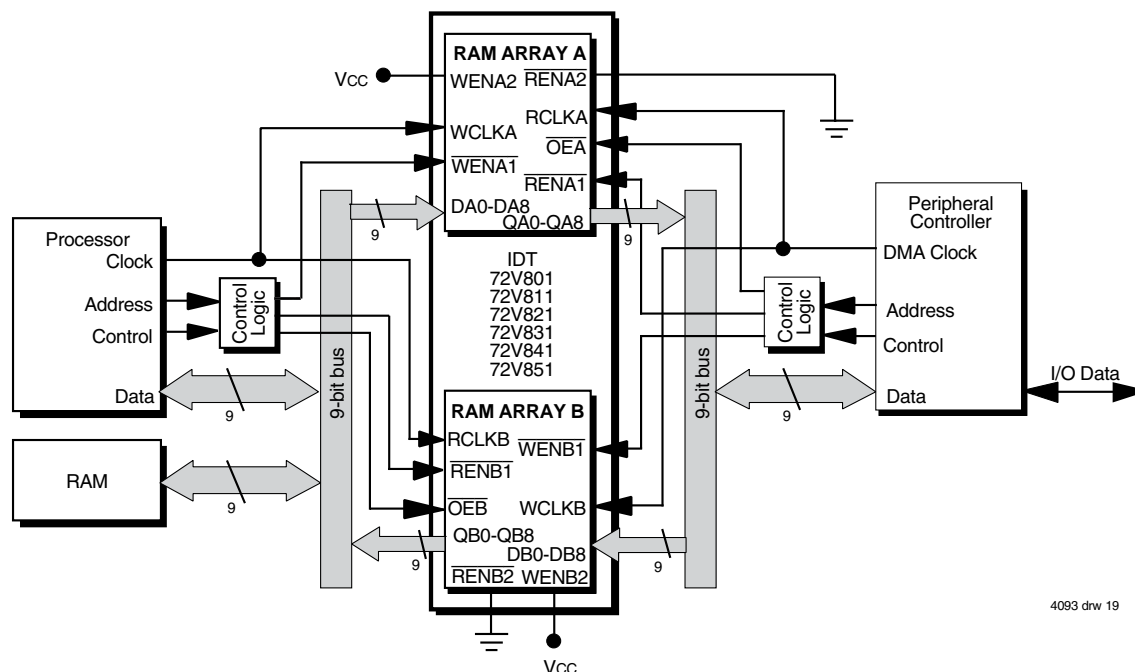 RAM ARRAY A
VCC
WENA2
RENA2
RCLKA
WCLKA
OEA
WENA1
RENA1
DA0-DA8
QA0-QA8
9
9
Processor
Clock
Address
Control
Data
9
Control
Logic
9-bit bus
IDT
72V801
72V811
72V821
72V831
72V841
72V851
9-bit bus
Control
Logic
Peripheral
Controller
DMA Clock
Address
Control
Data
9
I/O Data
RAM
9
RAM ARRAY B
RCLKB
WENB1
RENB1
OEB
WCLKB
QB0-QB8
DB0-DB8
9
9
RENB2
WENB2
VCC
4093 drw 19